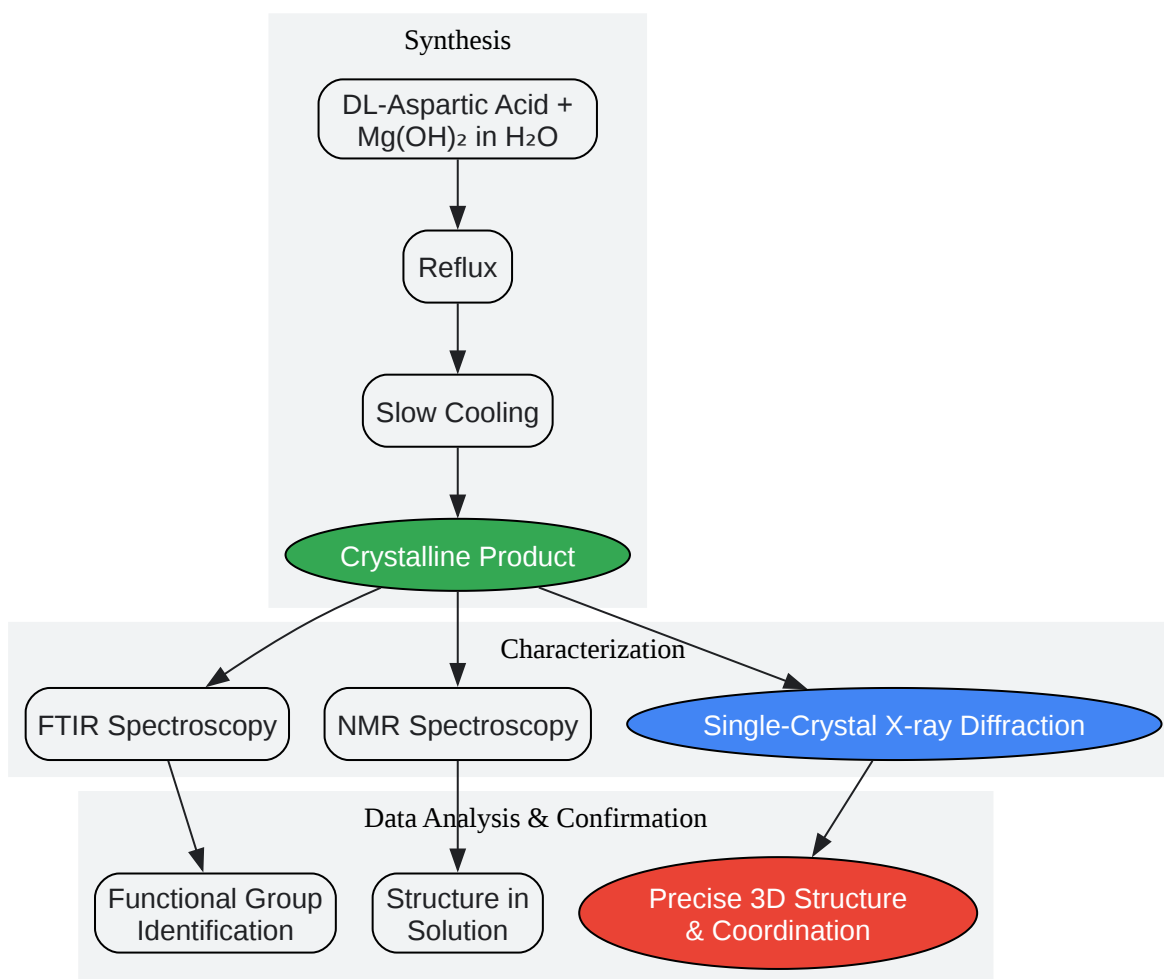 Synthesis
DL-Aspartic Acid +
Mg(OH)₂ in H₂O
Reflux
Slow Cooling
Crystalline Product
Characterization
FTIR Spectroscopy
NMR Spectroscopy
Single-Crystal X-ray Diffraction
Data Analysis & Confirmation
Functional Group
Identification
Structure in
Solution
Precise 3D Structure
& Coordination